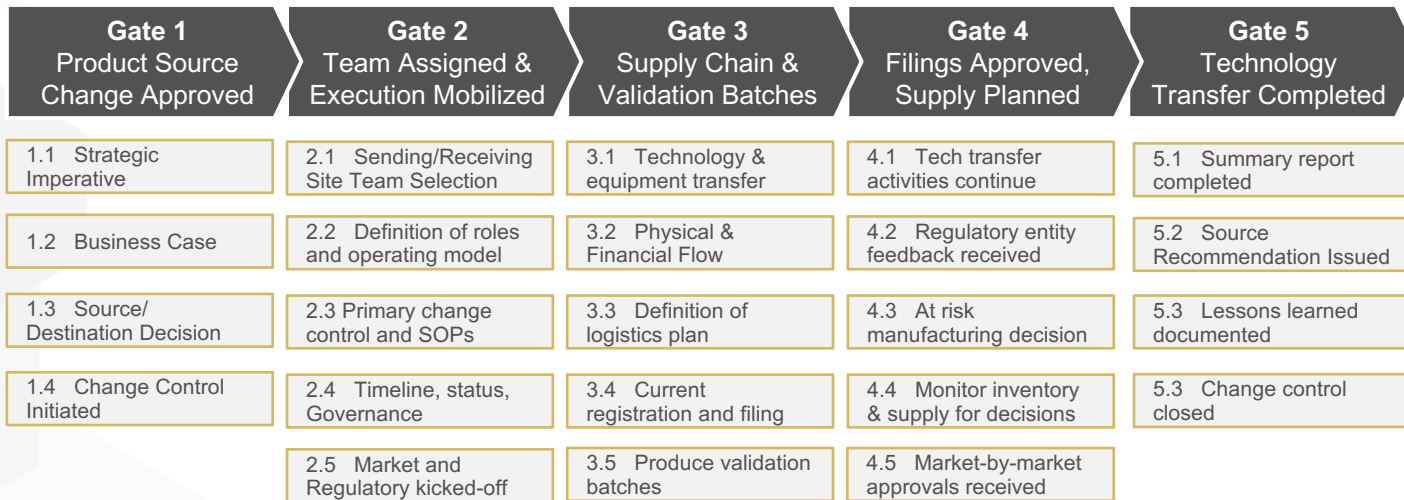 Gate 1
Product Source
Change Approved
Gate 2
Team Assigned &
Execution Mobilized
Gate 3
Supply Chain &
Validation Batches
Gate 4
Filings Approved,
Supply Planned
Gate 5
Technology
Transfer Completed
1.1 Strategic
Imperative
1.2 Business Case
1.3 Source/
Destination Decision
1.4 Change Control
Initiated
2.1 Sending/Receiving
Site Team Selection
2.2 Definition of roles
and operating model
2.3 Primary change
control and SOPs
2.4 Timeline, status,
Governance
2.5 Market and
Regulatory kicked-off
3.1 Technology &
equipment transfer
3.2 Physical &
Financial Flow
3.3 Definition of
logistics plan
3.4 Current
registration and filing
3.5 Produce validation
batches
4.1 Tech transfer
activities continue
4.2 Regulatory entity
feedback received
4.3 At risk
manufacturing decision
4.4 Monitor inventory
& supply for decisions
4.5 Market-by-market
approvals received
5.1 Summary report
completed
5.2 Source
Recommendation Issued
5.3 Lessons learned
documented
5.3 Change control
closed